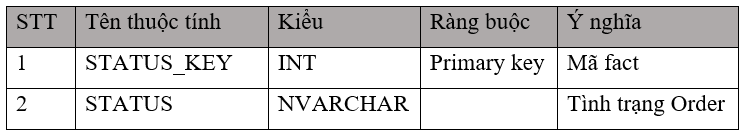 STT Tên thuộc tính Kiểu Ràng buộc Ý nghĩa
1 STATUS_KEY INT Primary key Mã fact
2 STATUS NVARCHAR Tình trạng Order